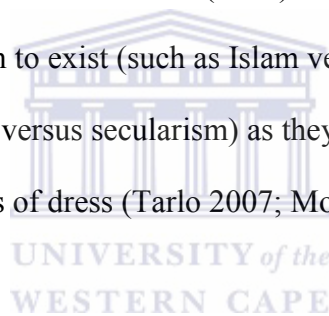 n to exist (such as Islam ve
versus secularism) as they
s of dress (Tarlo 2007; Mo
UNIVERSITY of the
WESTERN CAPE